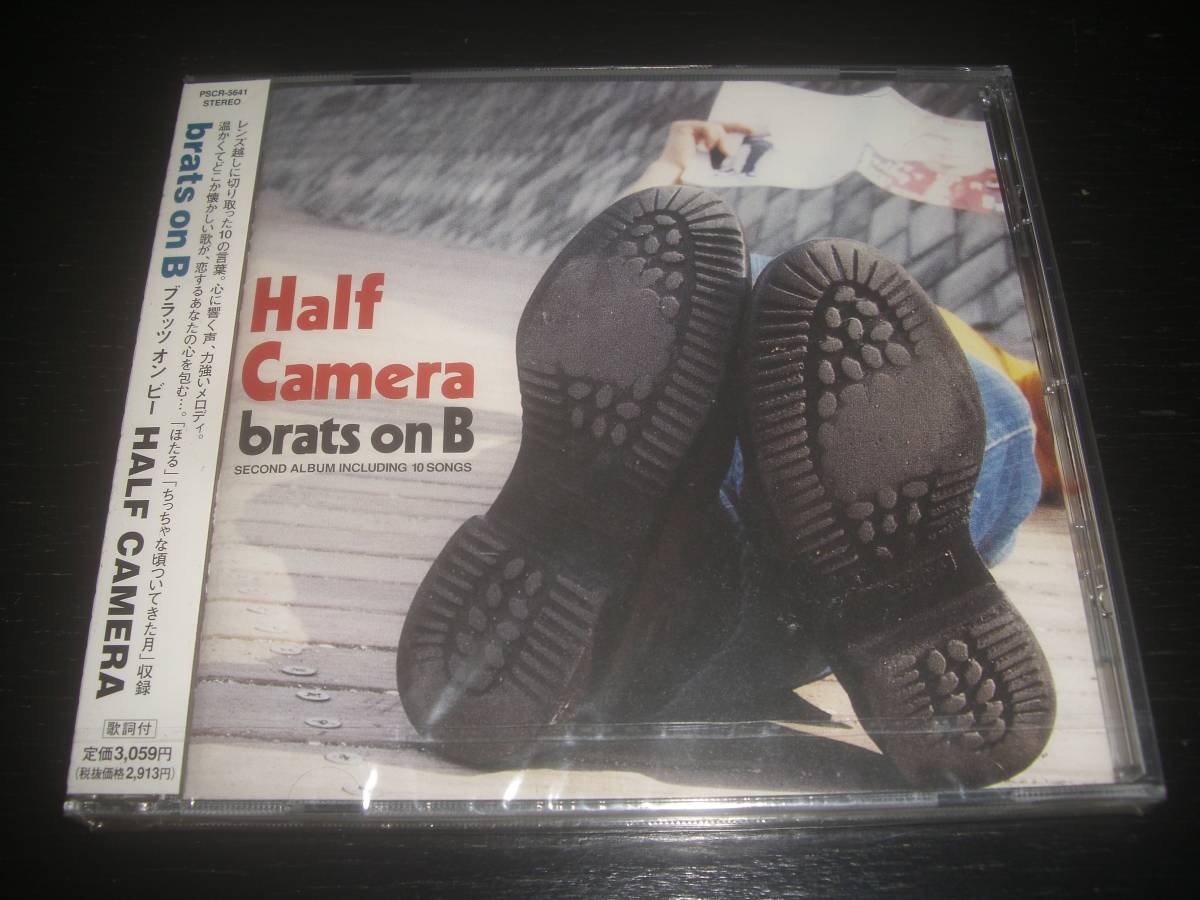 PSCR-5641
STEREO
レンズ越しに切り取った10の言葉。心に響く声、力強いメロディ。
温かくてどこか懐かしい歌が、恋するあなたの心を包む…。「ほたる」「ちっちゃな頃ついてきた月」収録
brats on B ブラッツ オン ビー HALF CAMERA
歌詞付
定価3,059円
(税抜価格2,913円)
Half
Camera
brats on B
SECOND ALBUM INCLUDING 10 SONGS